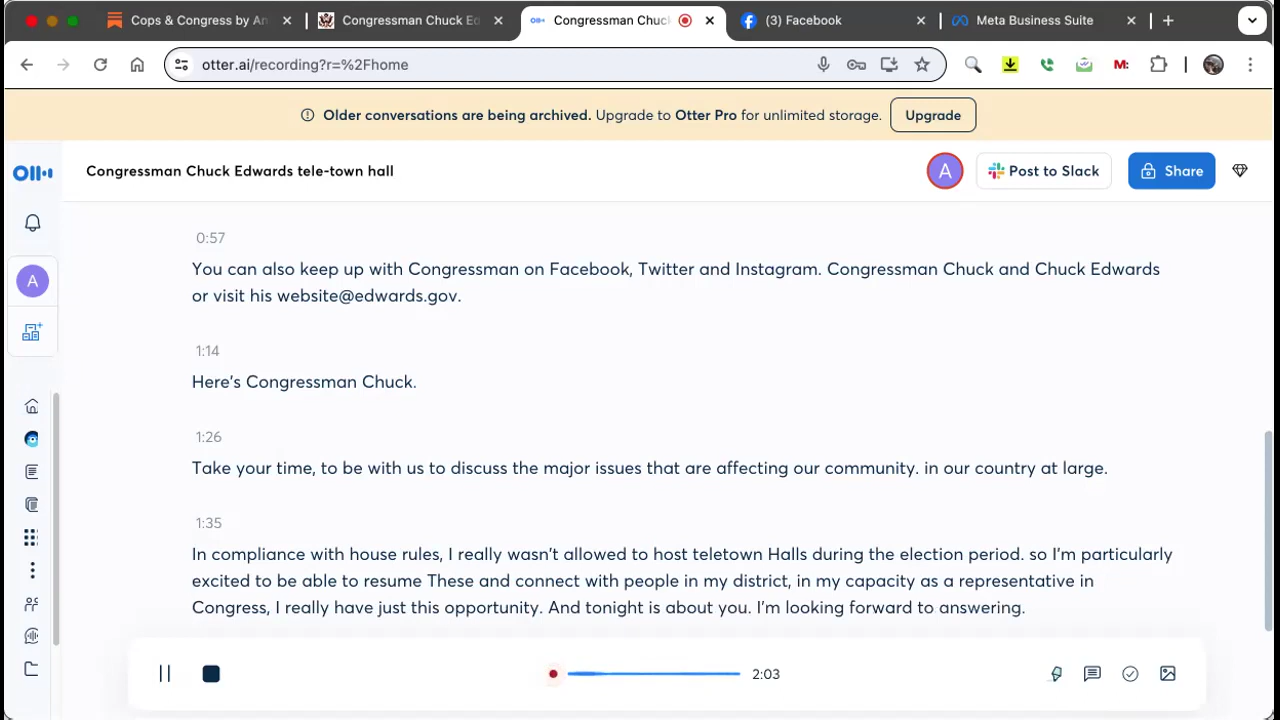 Cops & Congress by An
Congressman Chuck Ed
Congressman Chuc
(3) Facebook
Meta Business Suite
otter.ai/recording?r=%2Fhome
M:
Older conversations are being archived. Upgrade to Otter Pro for unlimited storage.
Upgrade
Congressman Chuck Edwards tele-town hall
A
Post to Slack
Share
A
0:57
You can also keep up with Congressman on Facebook, Twitter and Instagram. Congressman Chuck and Chuck Edwards
or visit his website@edwards.gov.
1:14
Here's Congressman Chuck.
1:26
Take your time, to be with us to discuss the major issues that are affecting our community. in our country at large.
1:35
In compliance with house rules, I really wasn't allowed to host teletown Halls during the election period. so I'm particularly
excited to be able to resume These and connect with people in my district, in my capacity as a representative in
Congress, I really have just this opportunity. And tonight is about you. I'm looking forward to answering.
2:03